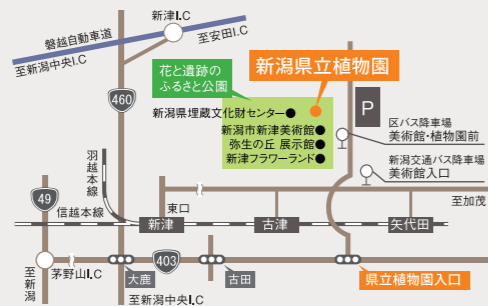 新津I.C
磐越自動車道
至新潟中央I.C
至安田I.C
460
花と遺跡の
ふるさと公園
新潟県立植物園
新潟県埋蔵文化財センター
新潟市新津美術館
弥生の丘 展示館
新津フラワーランド
P
区バス降車場
美術館・植物園前
新潟交通バス降車場
美術館入口
羽越本線
49
信越本線
東口
新津
古津
矢代田
至加茂
至新潟
茅野山I.C
403
大鹿
古田
県立植物園入口
至新潟中央I.C